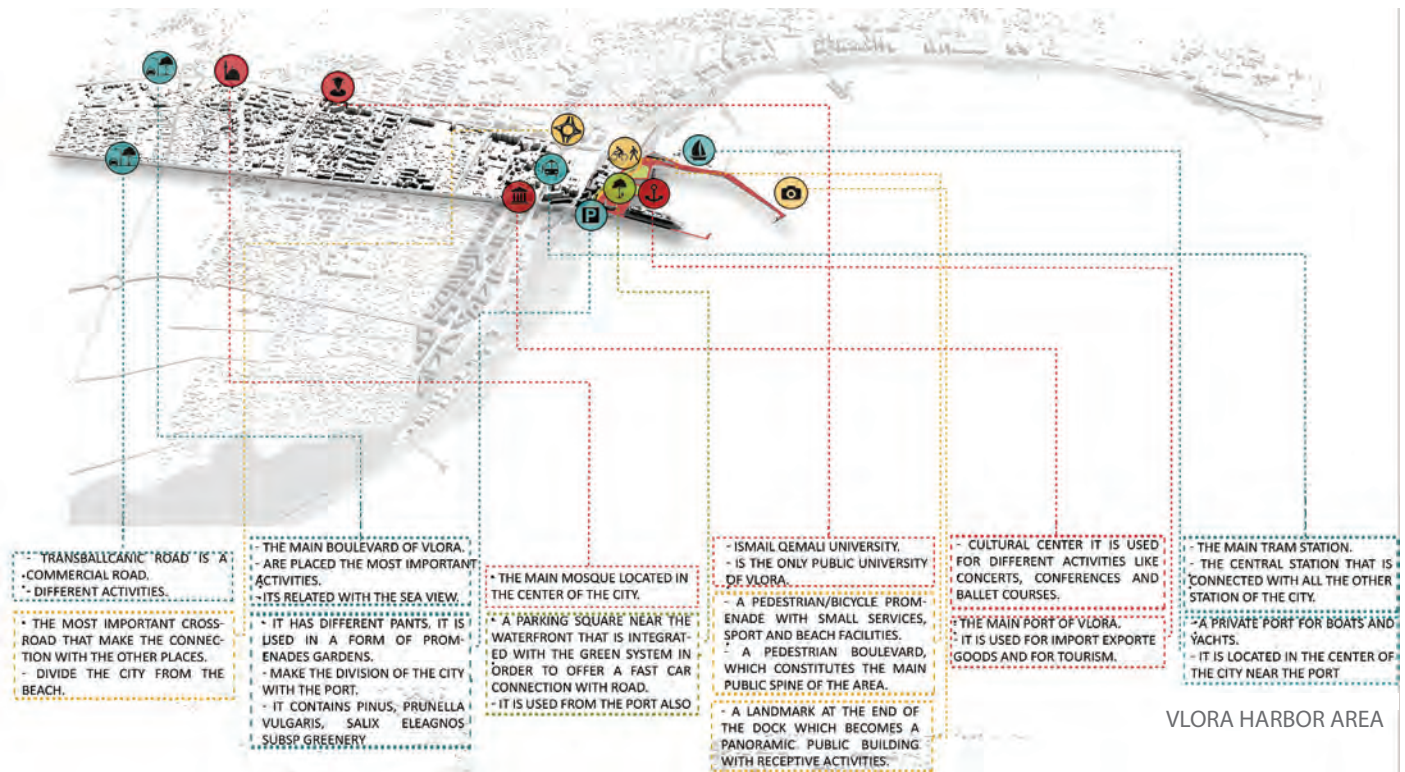 - TRANSBALLCANIC ROAD IS A
COMMERCIAL ROAD.
- DIFFERENT ACTIVITIES.
• THE MOST IMPORTANT CROSS-
ROAD THAT MAKE THE CONNEC-
TION WITH THE OTHER PLACES.
- DIVIDE THE CITY FROM THE
BEACH.
- THE MAIN BOULEVARD OF VLORA.
- ARE PLACED THE MOST IMPORTANT
ACTIVITIES.
-ITS RELATED WITH THE SEA VIEW.
• IT HAS DIFFERENT PANTS. IT IS
USED IN A FORM OF PROM-
ENADES GARDENS.
- MAKE THE DIVISION OF THE CITY
WITH THE PORT.
- IT CONTAINS PINUS, PRUNELLA
VULGARIS, SALIX ELEAGNOS
SUBSP GREENERY
• THE MAIN MOSQUE LOCATED IN
THE CENTER OF THE CITY.
• A PARKING SQUARE NEAR THE
WATERFRONT THAT IS INTEGRAT-
ED WITH THE GREEN SYSTEM IN
ORDER TO OFFER A FAST CAR
CONNECTION WITH ROAD.
- IT IS USED FROM THE PORT ALSO
- ISMAIL QEMALI UNIVERSITY.
- IS THE ONLY PUBLIC UNIVERSITY
OF VLORA.
- A PEDESTRIAN/BICYCLE PROM-
ENADE WITH SMALL SERVICES,
SPORT AND BEACH FACILITIES.
- A PEDESTRIAN BOULEVARD,
WHICH CONSTITUTES THE MAIN
PUBLIC SPINE OF THE AREA.
- A LANDMARK AT THE END OF
THE DOCK WHICH BECOMES A
PANORAMIC PUBLIC BUILDING
WITH RECEPTIVE ACTIVITIES.
- CULTURAL CENTER IT IS USED
FOR DIFFERENT ACTIVITIES LIKE
CONCERTS, CONFERENCES AND
BALLET COURSES.
• THE MAIN PORT OF VLORA.
• IT IS USED FOR IMPORT EXPORTE
GOODS AND FOR TOURISM.
- THE MAIN TRAM STATION.
- THE CENTRAL STATION THAT IS
CONNECTED WITH ALL THE OTHER
STATION OF THE CITY.
-A PRIVATE PORT FOR BOATS AND
YACHTS.
- IT IS LOCATED IN THE CENTER OF
THE CITY NEAR THE PORT
P
VLORA HARBOR AREA